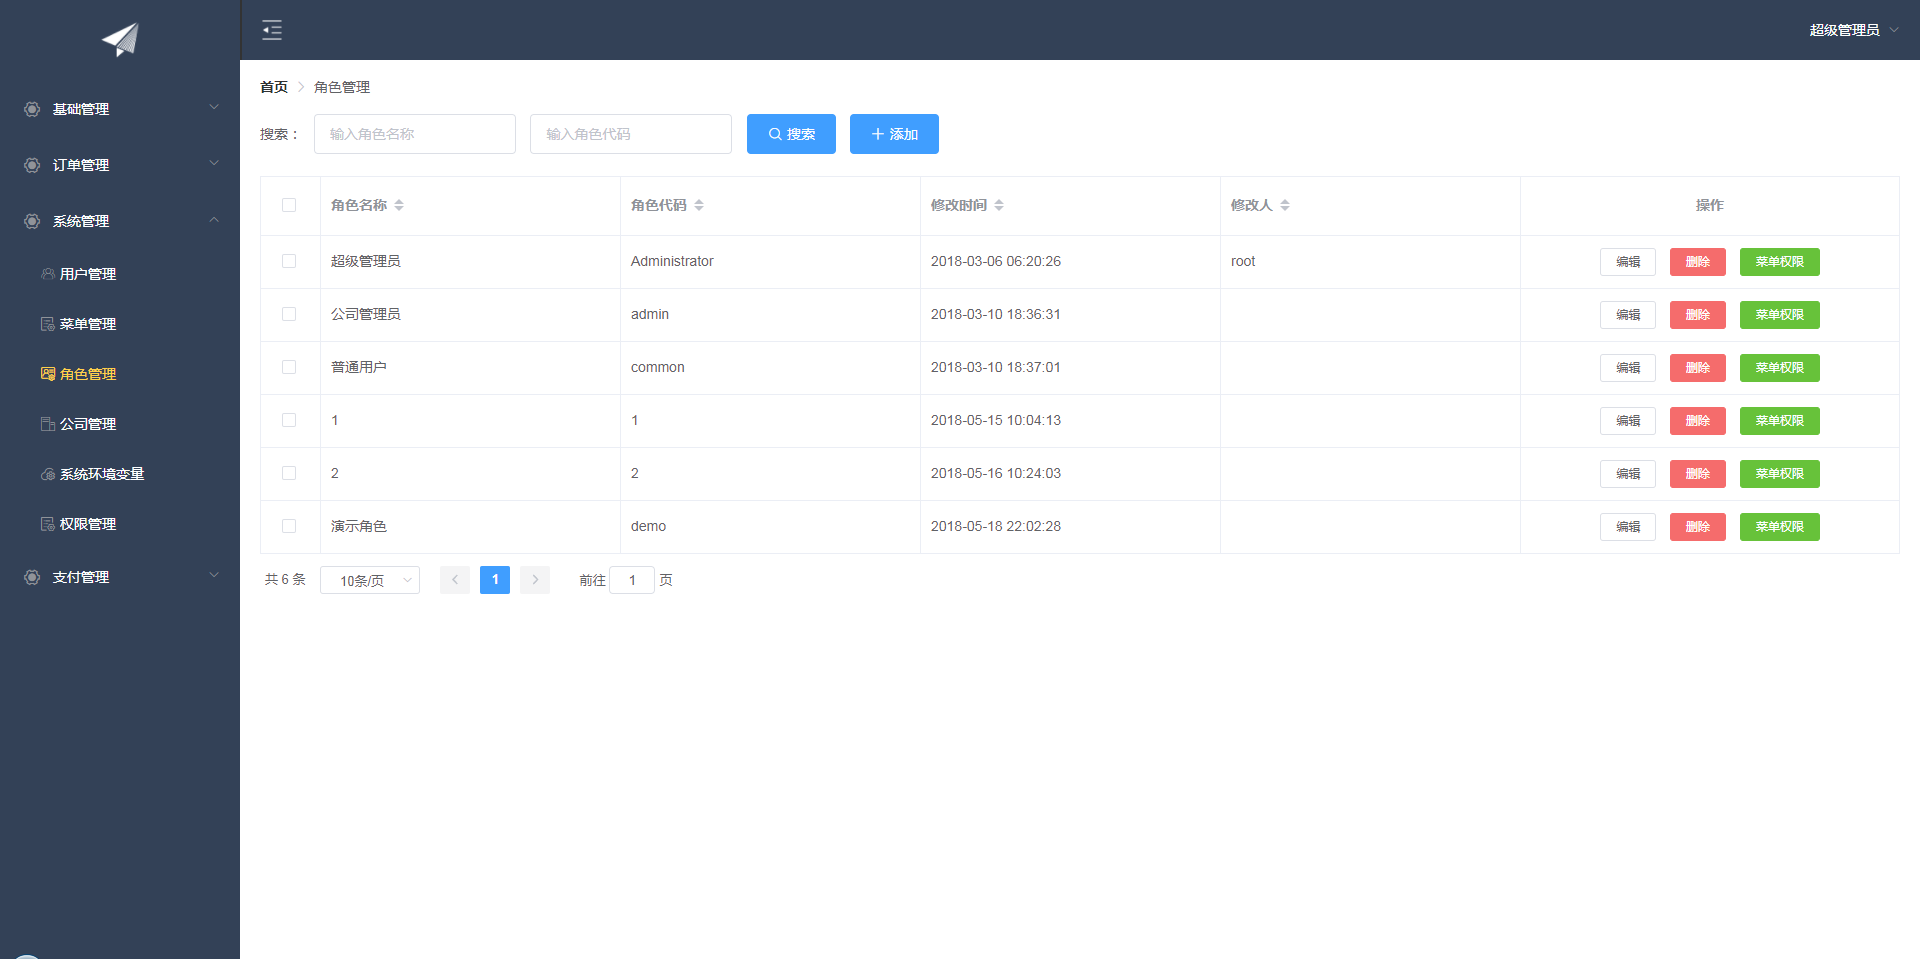 超级管理员
基础管理
订单管理
系统管理
用户管理
菜单管理
角色管理
公司管理
系统环境变量
权限管理
支付管理
首页 角色管理
搜索： 输入角色名称 输入角色代码 搜索 添加
角色名称 角色代码 修改时间 修改人 操作
超级管理员 Administrator 2018-03-06 06:20:26 root 编辑 删除 菜单权限
公司管理员 admin 2018-03-10 18:36:31 编辑 删除 菜单权限
普通用户 common 2018-03-10 18:37:01 编辑 删除 菜单权限
1 1 2018-05-15 10:04:13 编辑 删除 菜单权限
2 2 2018-05-16 10:24:03 编辑 删除 菜单权限
演示角色 demo 2018-05-18 22:02:28 编辑 删除 菜单权限
共 6 条 10条/页 1 前往 1 页